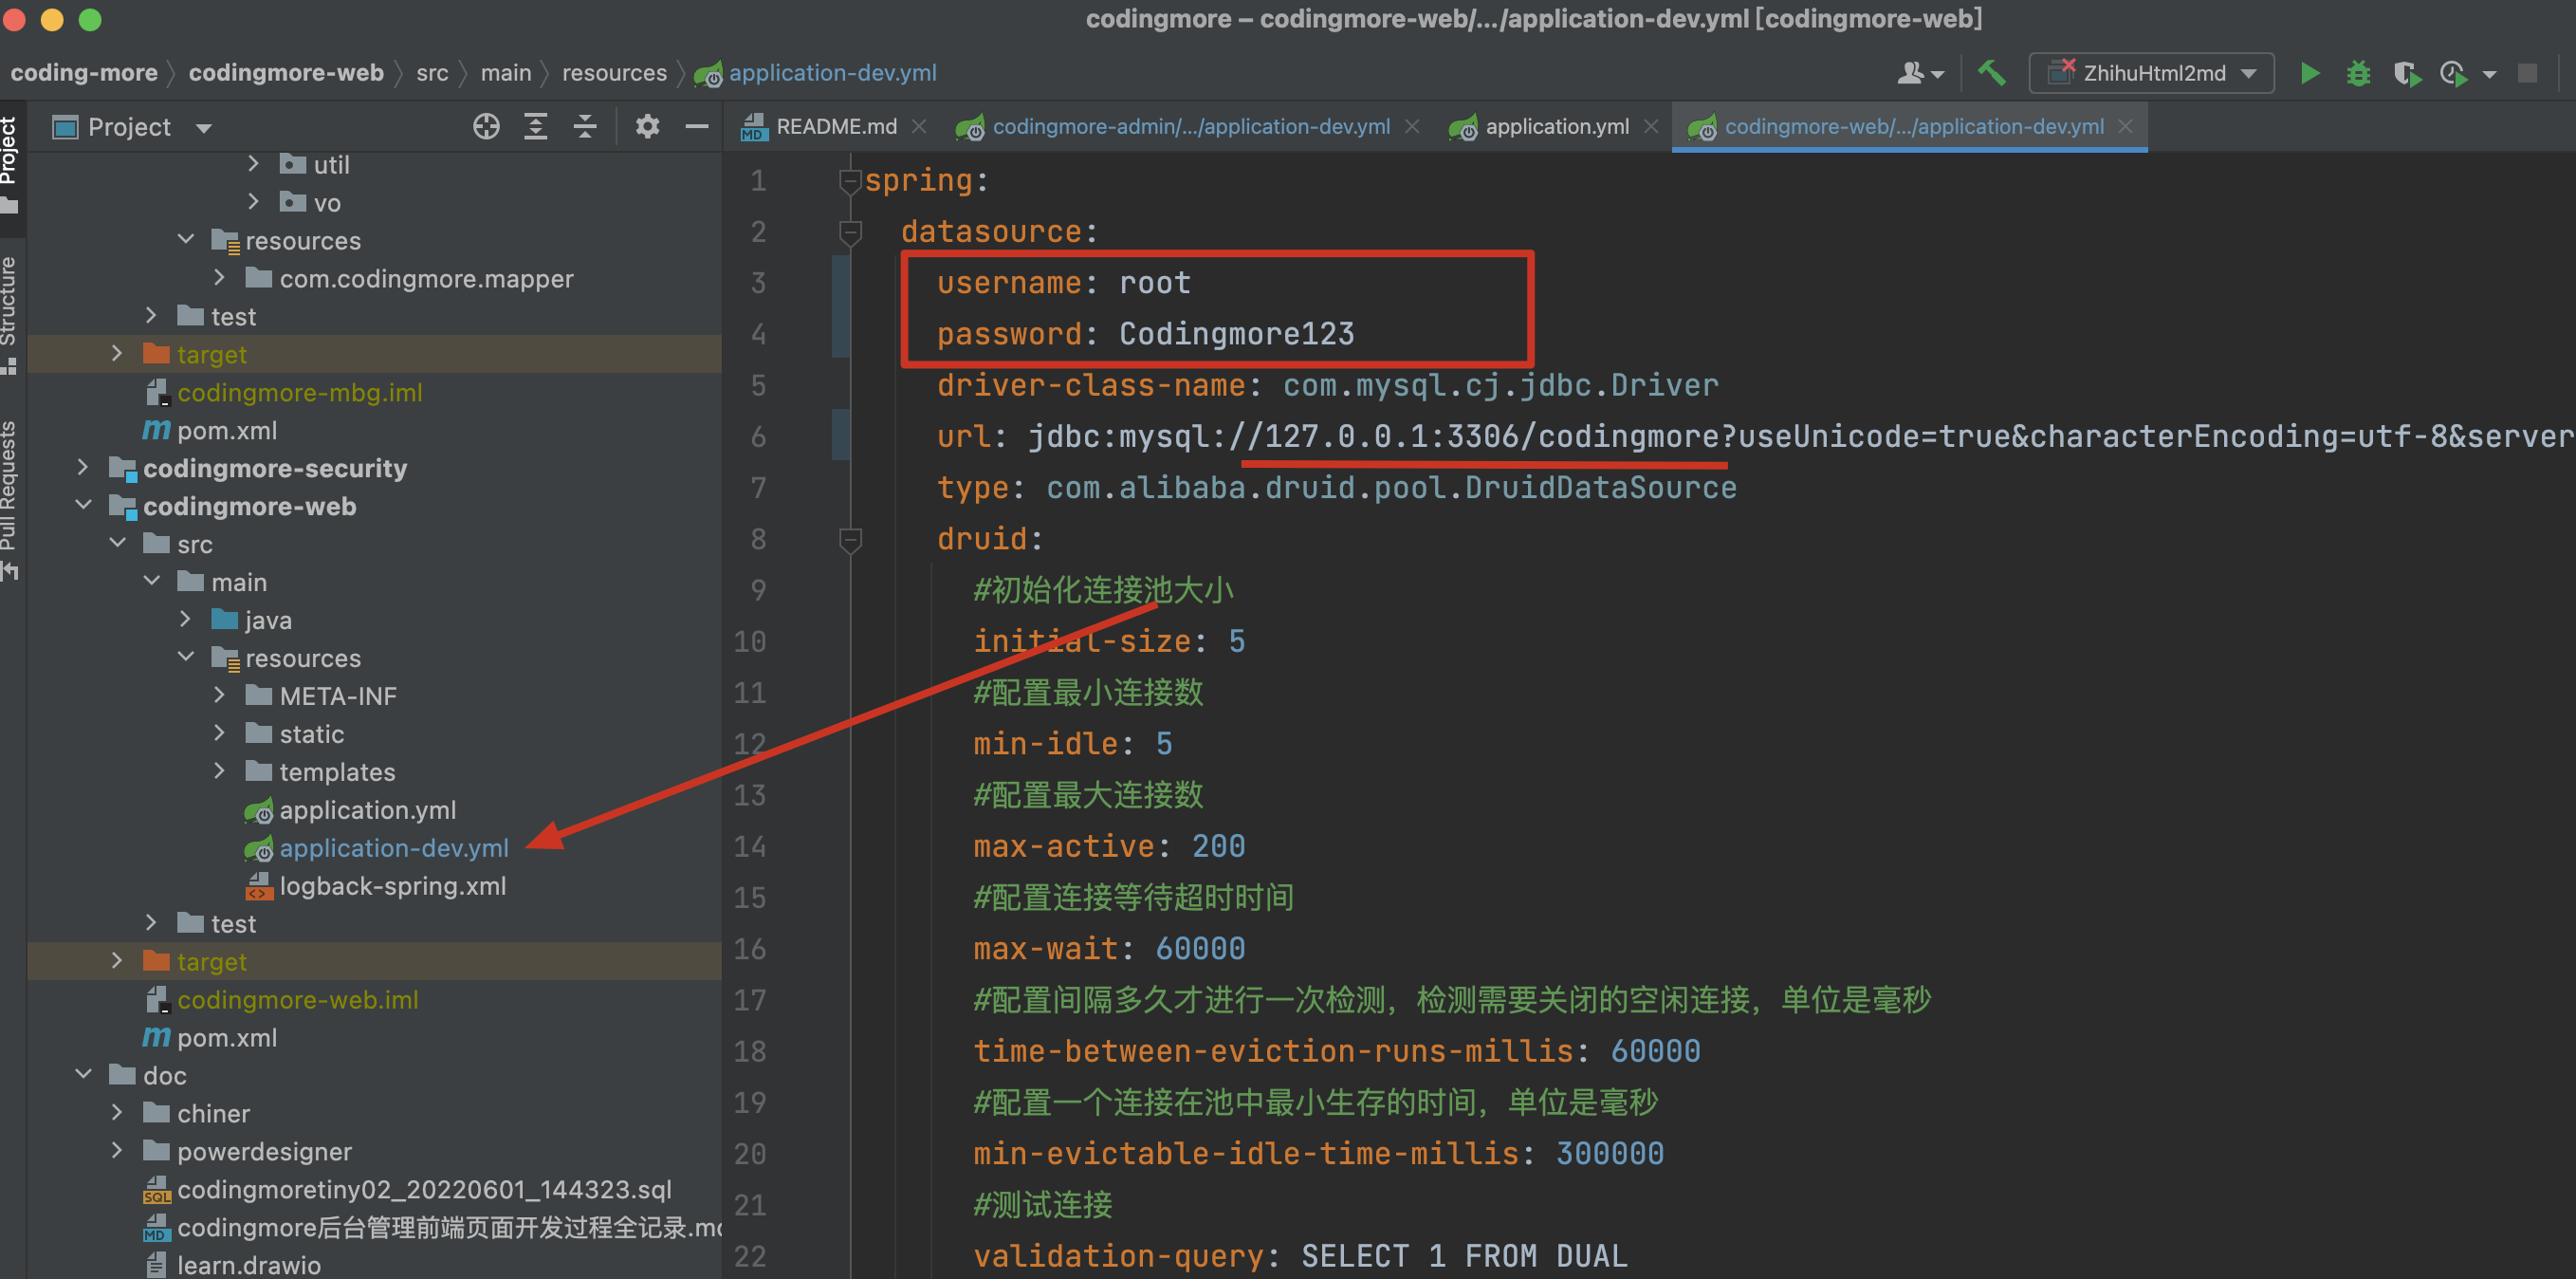 codingmore – codingmore-web/.../application-dev.yml [codingmore-web]
coding-more codingmore-web src main resources application-dev.yml
ZhihuHtml2md
Project
Structure
Pull Requests
Project
util
vo
resources
com.codingmore.mapper
test
target
codingmore-mbg.iml
pom.xml
codingmore-security
codingmore-web
src
main
java
resources
META-INF
static
templates
application.yml
application-dev.yml
logback-spring.xml
test
target
codingmore-web.iml
pom.xml
doc
chiner
powerdesigner
codingmoretiny02_20220601_144323.sql
codingmore后台管理前端页面开发过程全记录.md
learn.drawio
README.md codingmore-admin/.../application-dev.yml application.yml codingmore-web/.../application-dev.yml
1 spring:
2 datasource:
3 username: root
4 password: Codingmore123
5 driver-class-name: com.mysql.cj.jdbc.Driver
6 url: jdbc:mysql://127.0.0.1:3306/codingmore?useUnicode=true&characterEncoding=utf-8&server
7 type: com.alibaba.druid.pool.DruidDataSource
8 druid:
9 #初始化连接池大小
10 initial-size: 5
11 #配置最小连接数
12 min-idle: 5
13 #配置最大连接数
14 max-active: 200
15 #配置连接等待超时时间
16 max-wait: 60000
17 #配置间隔多久才进行一次检测，检测需要关闭的空闲连接，单位是毫秒
18 time-between-eviction-runs-millis: 60000
19 #配置一个连接在池中最小生存的时间，单位是毫秒
20 min-evictable-idle-time-millis: 300000
21 #测试连接
22 validation-query: SELECT 1 FROM DUAL